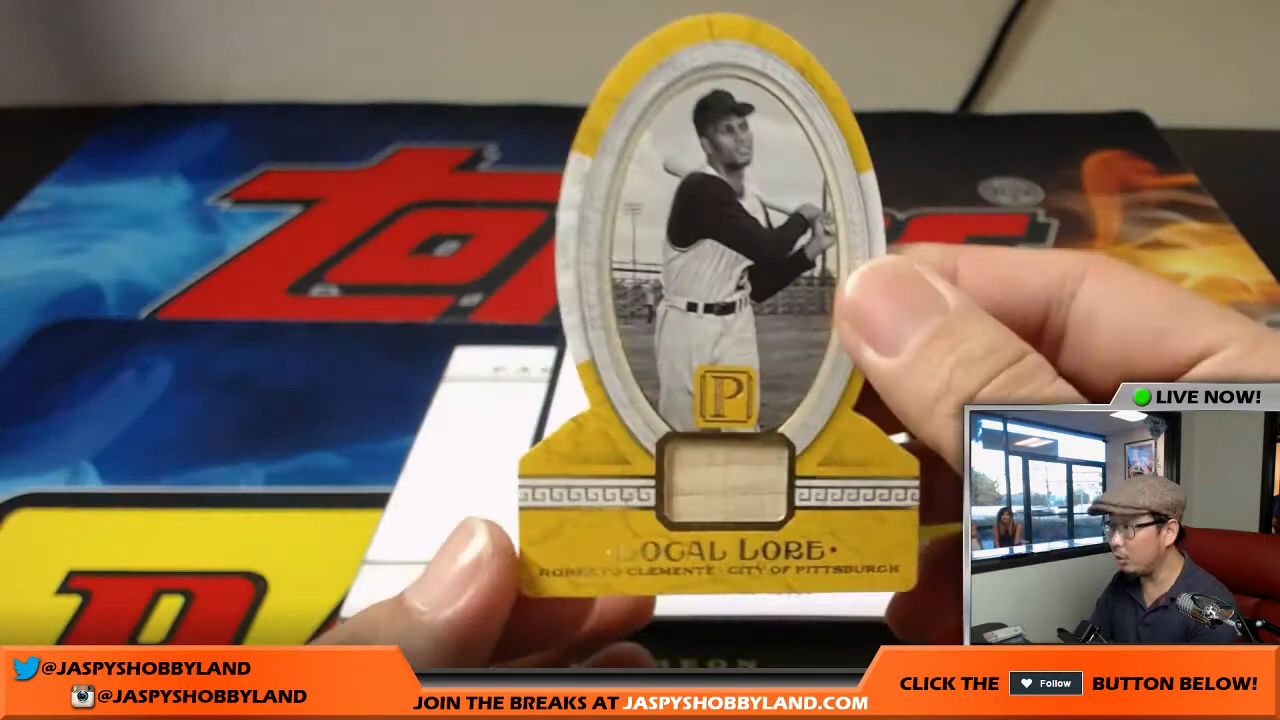 P
LOCAL LORE
ROBERTO CLEMENTE · CITY OF PITTSBURGH
LIVE NOW!
@JASPYSHOBBYLAND
@JASPYSHOBBYLAND
JOIN THE BREAKS AT JASPYSHOBBYLAND.COM
CLICK THE Follow BUTTON BELOW!